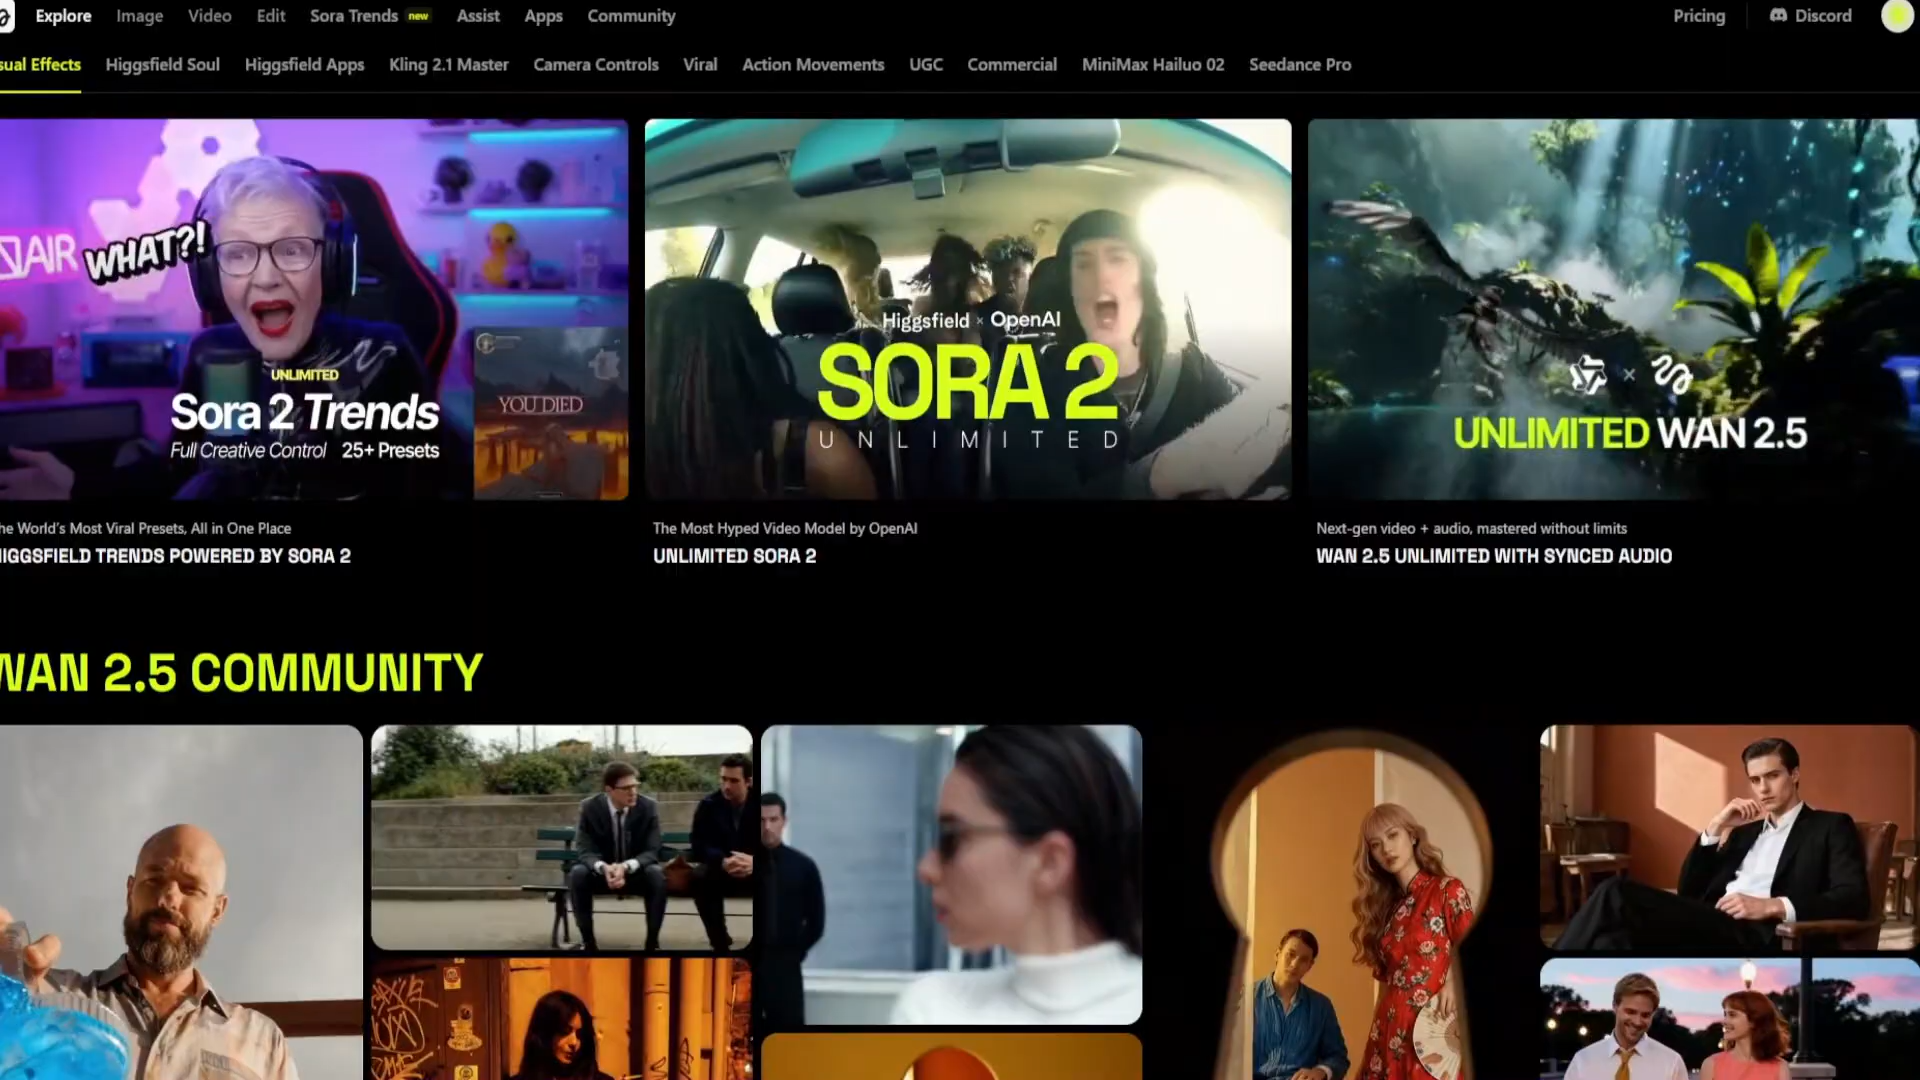 Explore Image Video Edit Sora Trends new Assist Apps Community Pricing Discord
sual Effects Higgsfield Soul Higgsfield Apps Kling 2.1 Master Camera Controls Viral Action Movements UGC Commercial MiniMax Hailuo 02 Seedance Pro
AIR
WHAT?!
UNLIMITED
Sora 2 Trends
Full Creative Control 25+ Presets
YOU DIED
Higgsfield × OpenAI
SORA 2
UNLIMITED
×
UNLIMITED WAN 2.5
he World's Most Viral Presets, All in One Place
HIGGSFIELD TRENDS POWERED BY SORA 2
The Most Hyped Video Model by OpenAI
UNLIMITED SORA 2
Next-gen video + audio, mastered without limits
WAN 2.5 UNLIMITED WITH SYNCED AUDIO
WAN 2.5 COMMUNITY